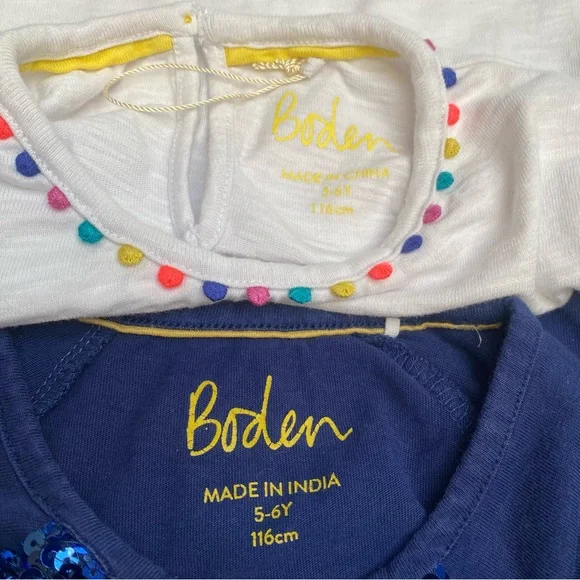 Boden
MADE IN CHINA
5-6Y
116cm
Boden
MADE IN INDIA
5-6Y
116cm